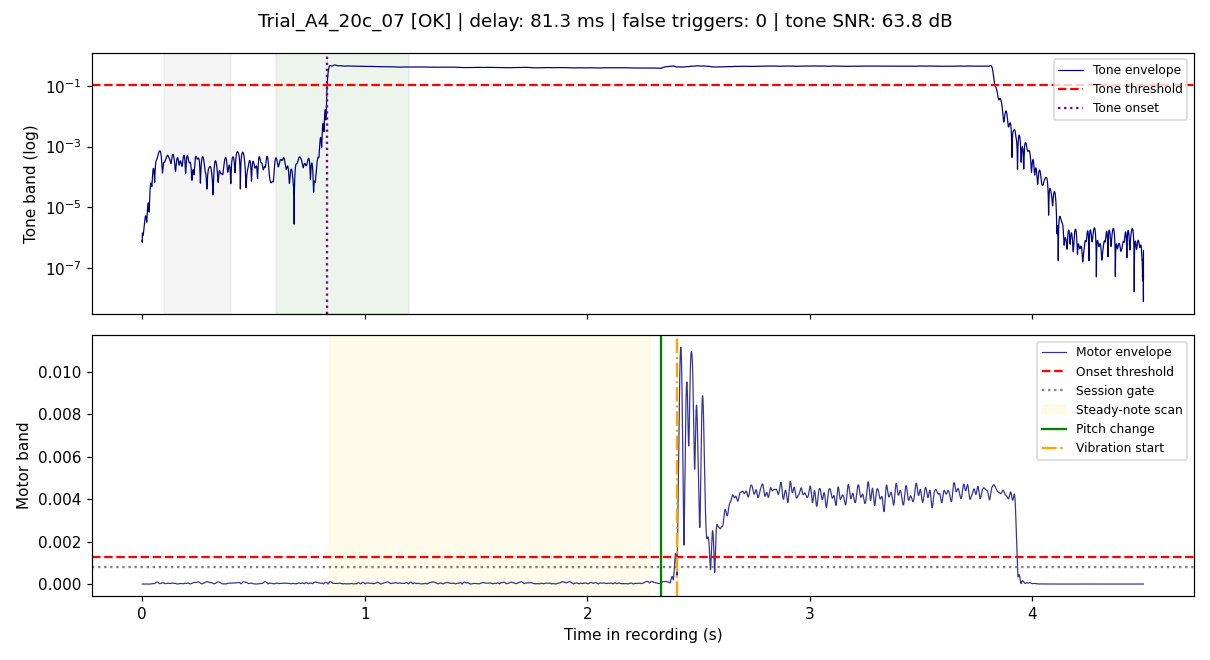 Trial_A4_20c_07 [OK] | delay: 81.3 ms | false triggers: 0 | tone SNR: 63.8 dB
Tone band (log)
10⁻¹
10⁻³
10⁻⁵
10⁻⁷
Tone envelope
Tone threshold
Tone onset
Motor band
0.010
0.008
0.006
0.004
0.002
0.000
Motor envelope
Onset threshold
Session gate
Steady-note scan
Pitch change
Vibration start
0 1 2 3 4
Time in recording (s)